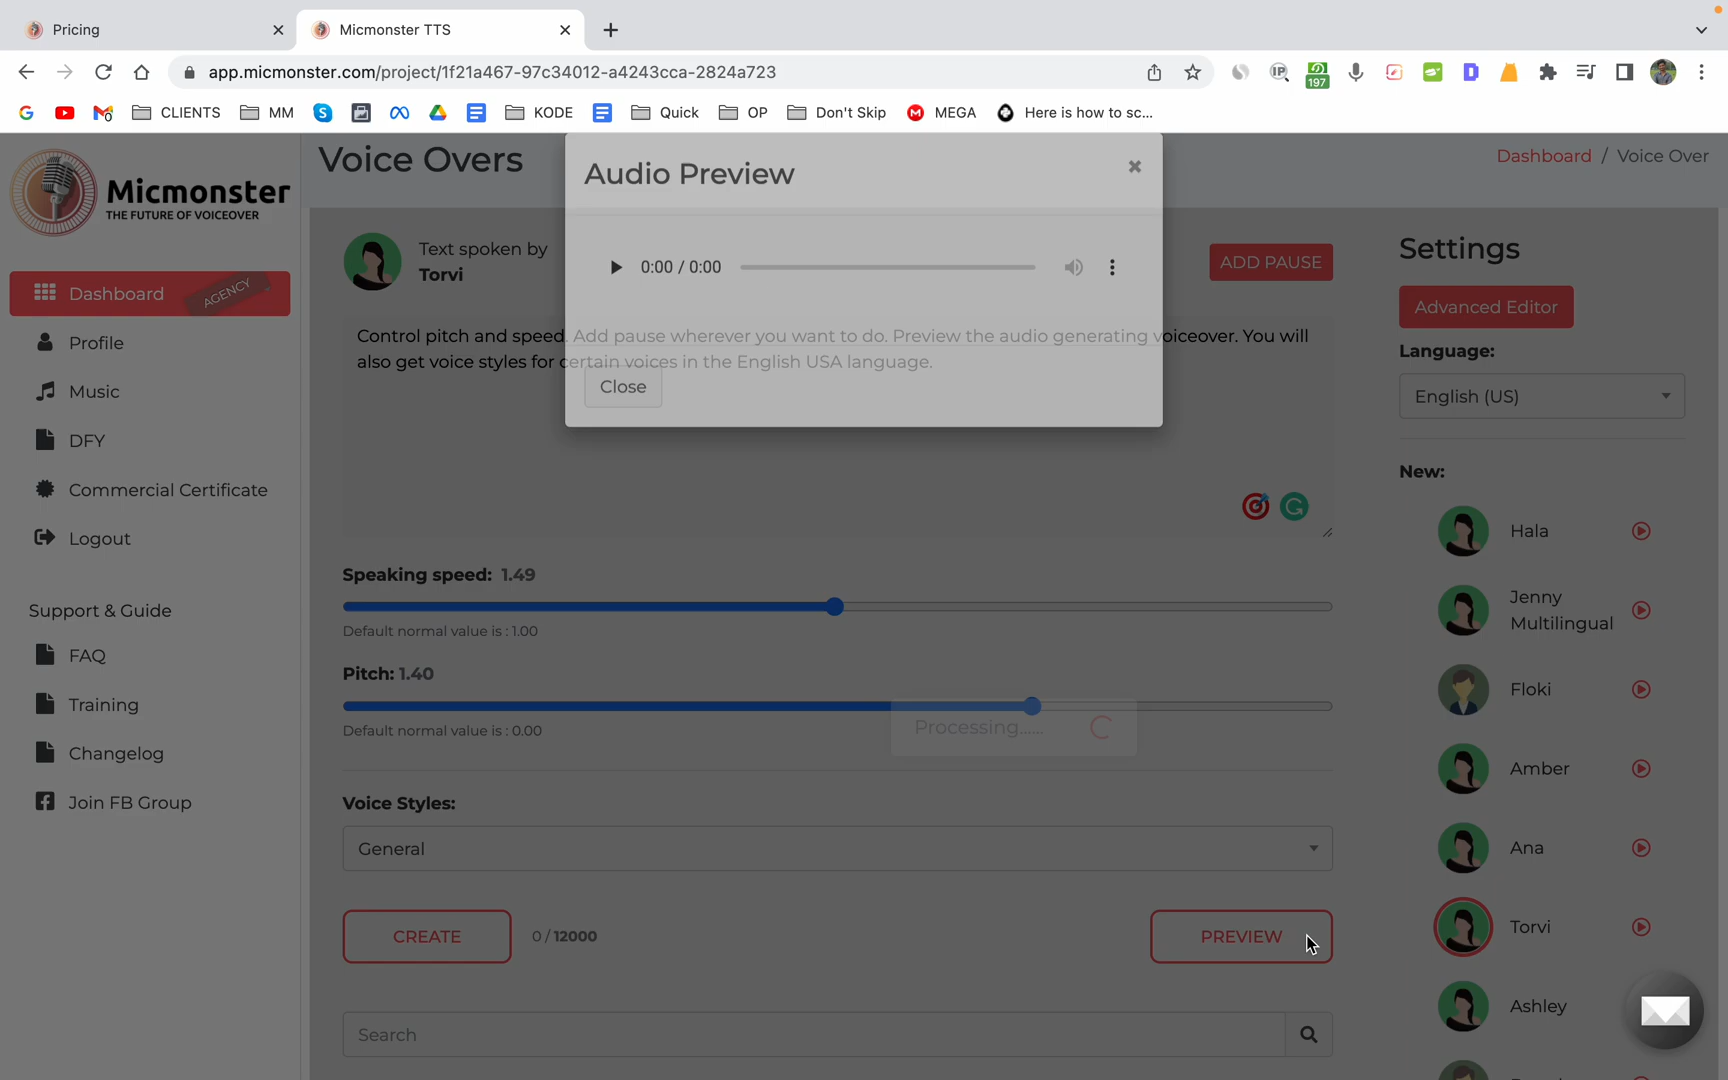 Pricing
Micmonster TTS
app.micmonster.com/project/1f21a467-97c34012-a4243cca-2824a723
IP
197
CLIENTS
MM
KODE
Quick
OP
Don't Skip
MEGA
Here is how to sc...
Micmonster
THE FUTURE OF VOICEOVER
Dashboard
AGENCY
Profile
Music
DFY
Commercial Certificate
Logout
Support & Guide
FAQ
Training
Changelog
Join FB Group
Voice Overs
Dashboard / Voice Over
Audio Preview
0:00 / 0:00
Close
Text spoken by
Torvi
ADD PAUSE
Control pitch and speed. Add pause wherever you want to do. Preview the audio generating voiceover. You will
also get voice styles for certain voices in the English USA language.
Speaking speed: 1.49
Default normal value is : 1.00
Pitch: 1.40
Default normal value is : 0.00
Processing......
Voice Styles:
General
CREATE
0 / 12000
PREVIEW
Search
Settings
Advanced Editor
Language:
English (US)
New:
Hala
Jenny
Multilingual
Floki
Amber
Ana
Torvi
Ashley